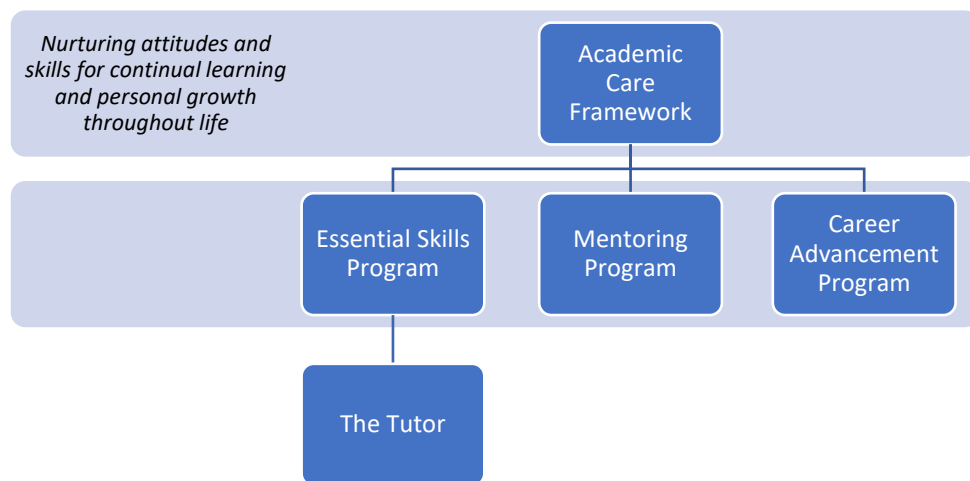 Nurturing attitudes and
skills for continual learning
and personal growth
throughout life
Academic
Care
Framework
Essential Skills
Program
Mentoring
Program
Career
Advancement
Program
The Tutor